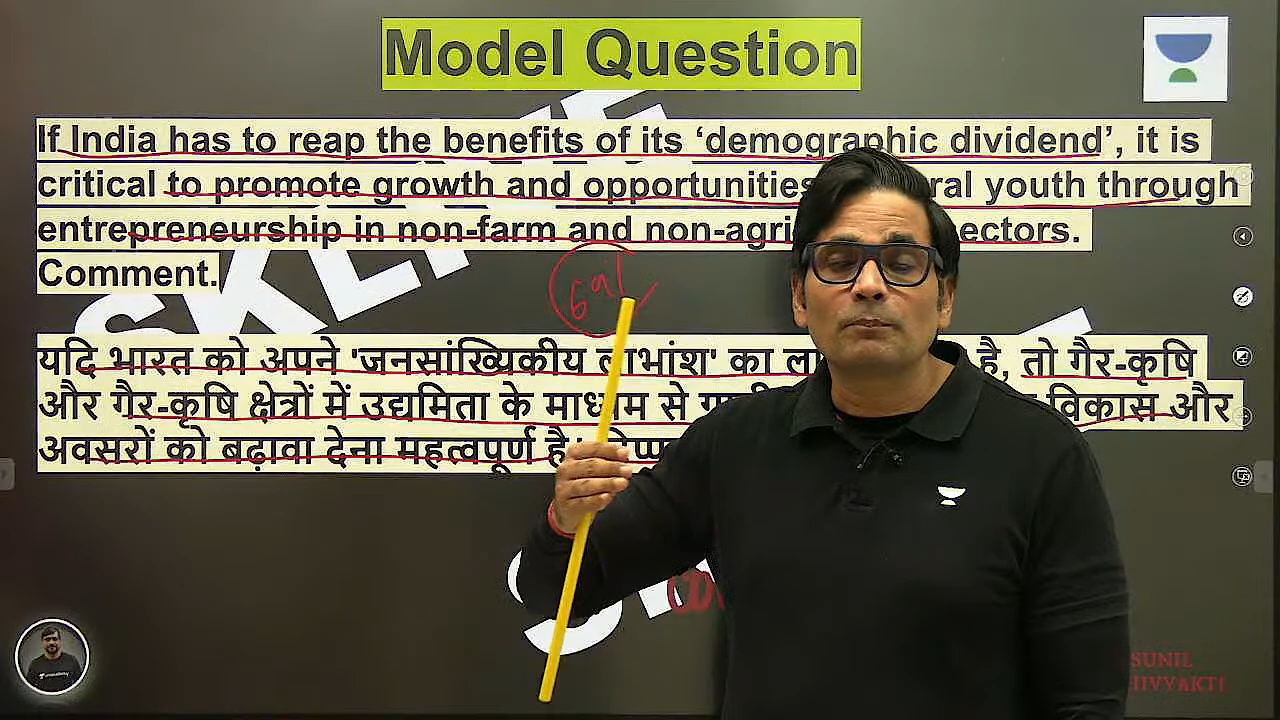 Model Question
If India has to reap the benefits of its ‘demographic dividend’, it is
critical to promote growth and opportunities ral youth through
entrepreneurship in non-farm and non-agri ectors.
Comment.
यदि भारत को अपने 'जनसांख्यिकीय लाभांश' का ला है, तो गैर-कृषि
और गैर-कृषि क्षेत्रों में उद्यमिता के माध्यम से विकास और
अवसरों को बढ़ावा देना महत्वपूर्ण है।
SUNIL